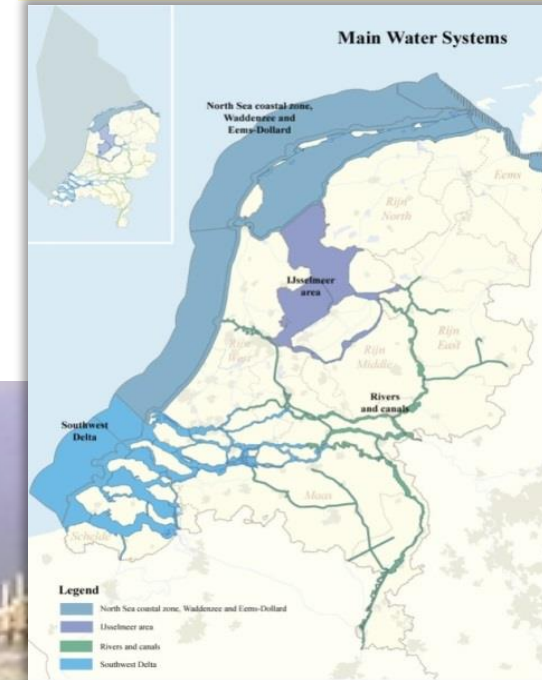 Main Water Systems
North Sea coastal zone,
Waddenzee and
Eems-Dollard
Eems
Rijn
North
IJsselmeer
area
Rijn
West
Rijn
Middle
Rijn
East
Rivers
and canals
Southwest
Delta
Maas
Schelde
Legend
North Sea coastal zone, Waddenzee and Eems-Dollard
IJsselmeer area
Rivers and canals
Southwest Delta